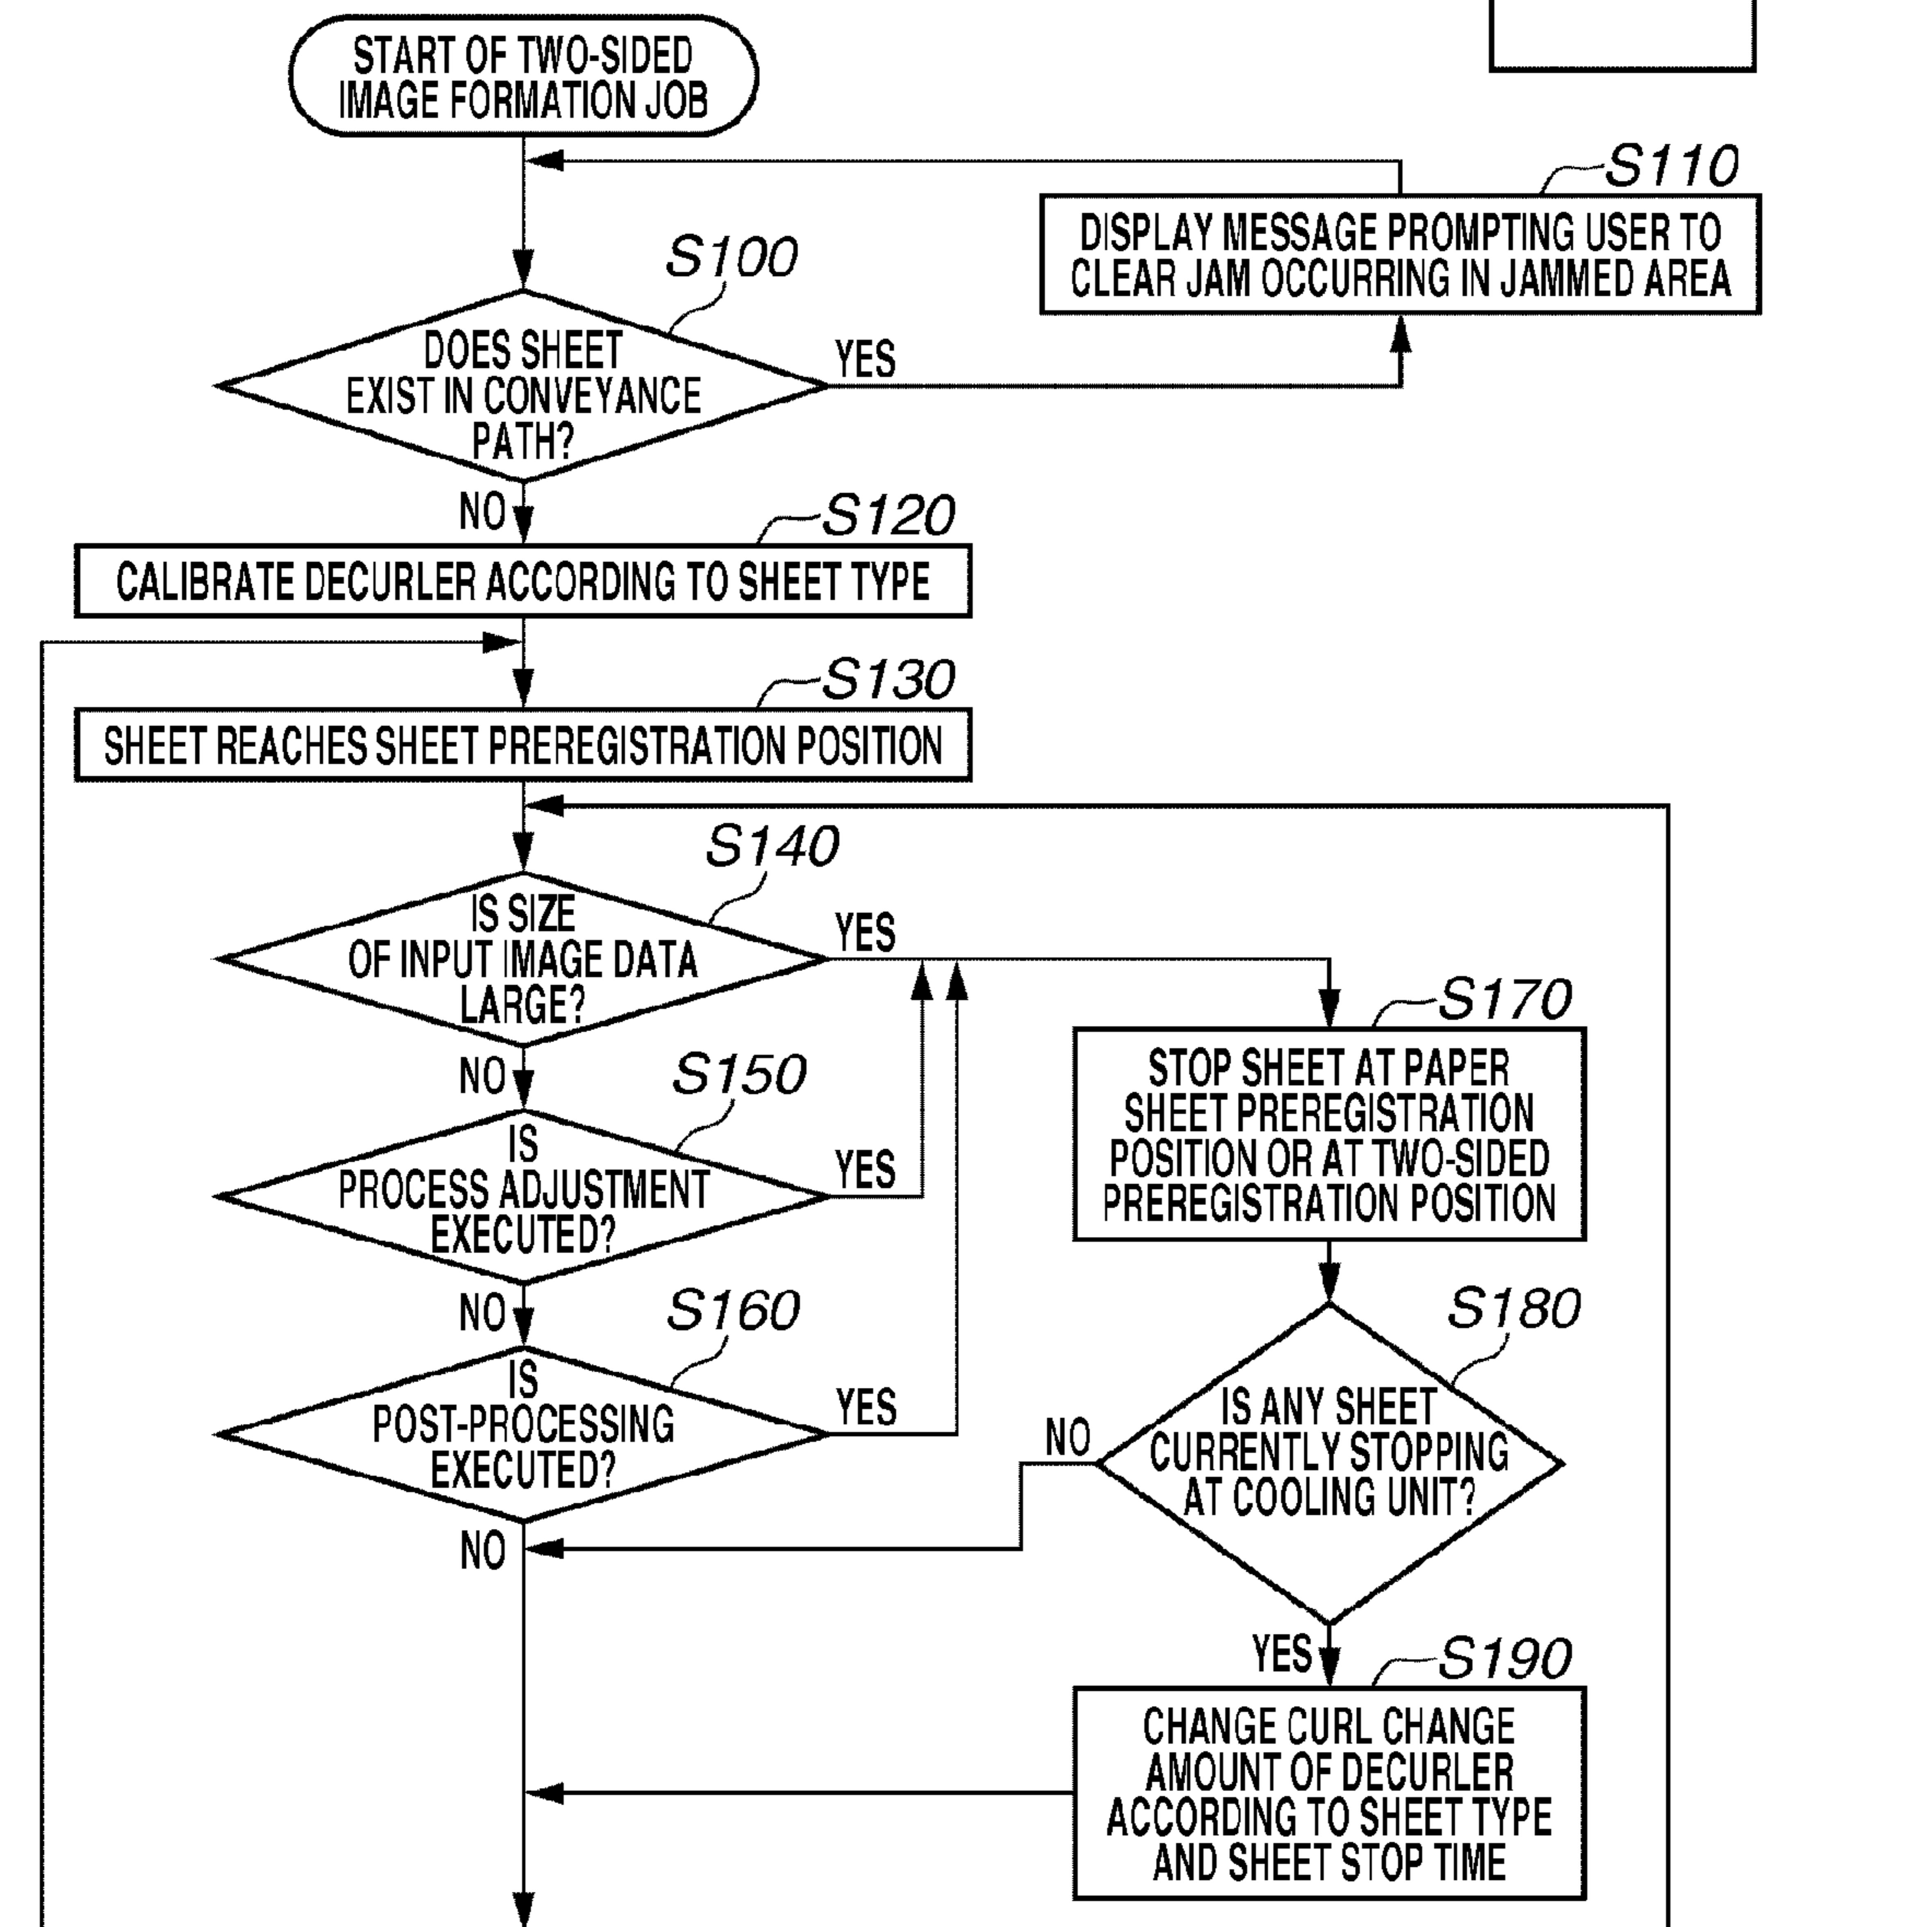 START OF TWO-SIDED
IMAGE FORMATION JOB
S110
DISPLAY MESSAGE PROMPTING USER TO
CLEAR JAM OCCURRING IN JAMMED AREA
S100
DOES SHEET
EXIST IN CONVEYANCE
PATH?
YES
NO
S120
CALIBRATE DECURLER ACCORDING TO SHEET TYPE
S130
SHEET REACHES SHEET PREREGISTRATION POSITION
S140
IS SIZE
OF INPUT IMAGE DATA
LARGE?
YES
NO
S150
IS
PROCESS ADJUSTMENT
EXECUTED?
YES
NO
S160
IS
POST-PROCESSING
EXECUTED?
YES
NO
S170
STOP SHEET AT PAPER
SHEET PREREGISTRATION
POSITION OR AT TWO-SIDED
PREREGISTRATION POSITION
S180
IS ANY SHEET
CURRENTLY STOPPING
AT COOLING UNIT?
NO
YES
S190
CHANGE CURL CHANGE
AMOUNT OF DECURLER
ACCORDING TO SHEET TYPE
AND SHEET STOP TIME